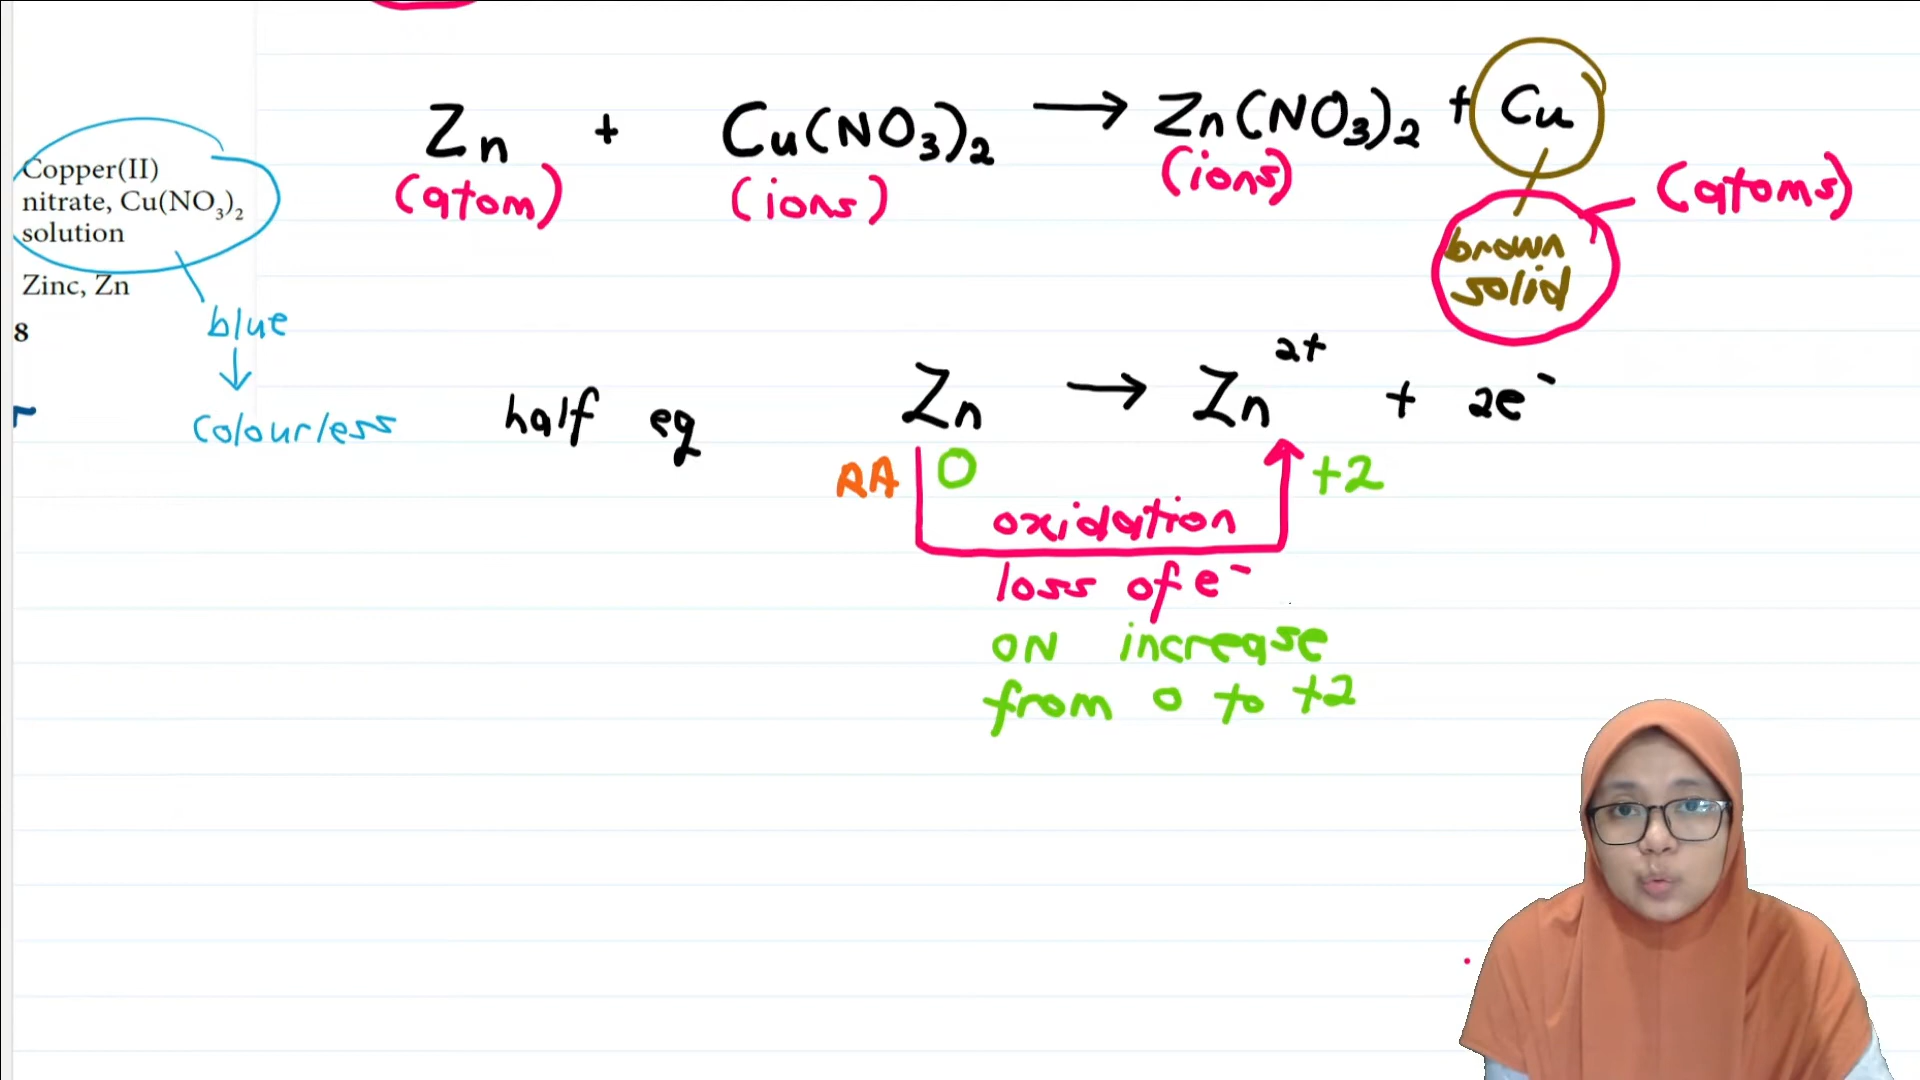 Zn + Cu(NO₃)₂ → Zn(NO₃)₂ + Cu
(atom) (ions) (ions) (atoms)
brown
solid
Copper(II)
nitrate, Cu(NO₃)₂
solution
Zinc, Zn
8
blue
↓
colourless
half eq Zn → Zn²⁺ + 2e⁻
RA 0 +2
oxidation
loss of e⁻
ON increase
from 0 to +2